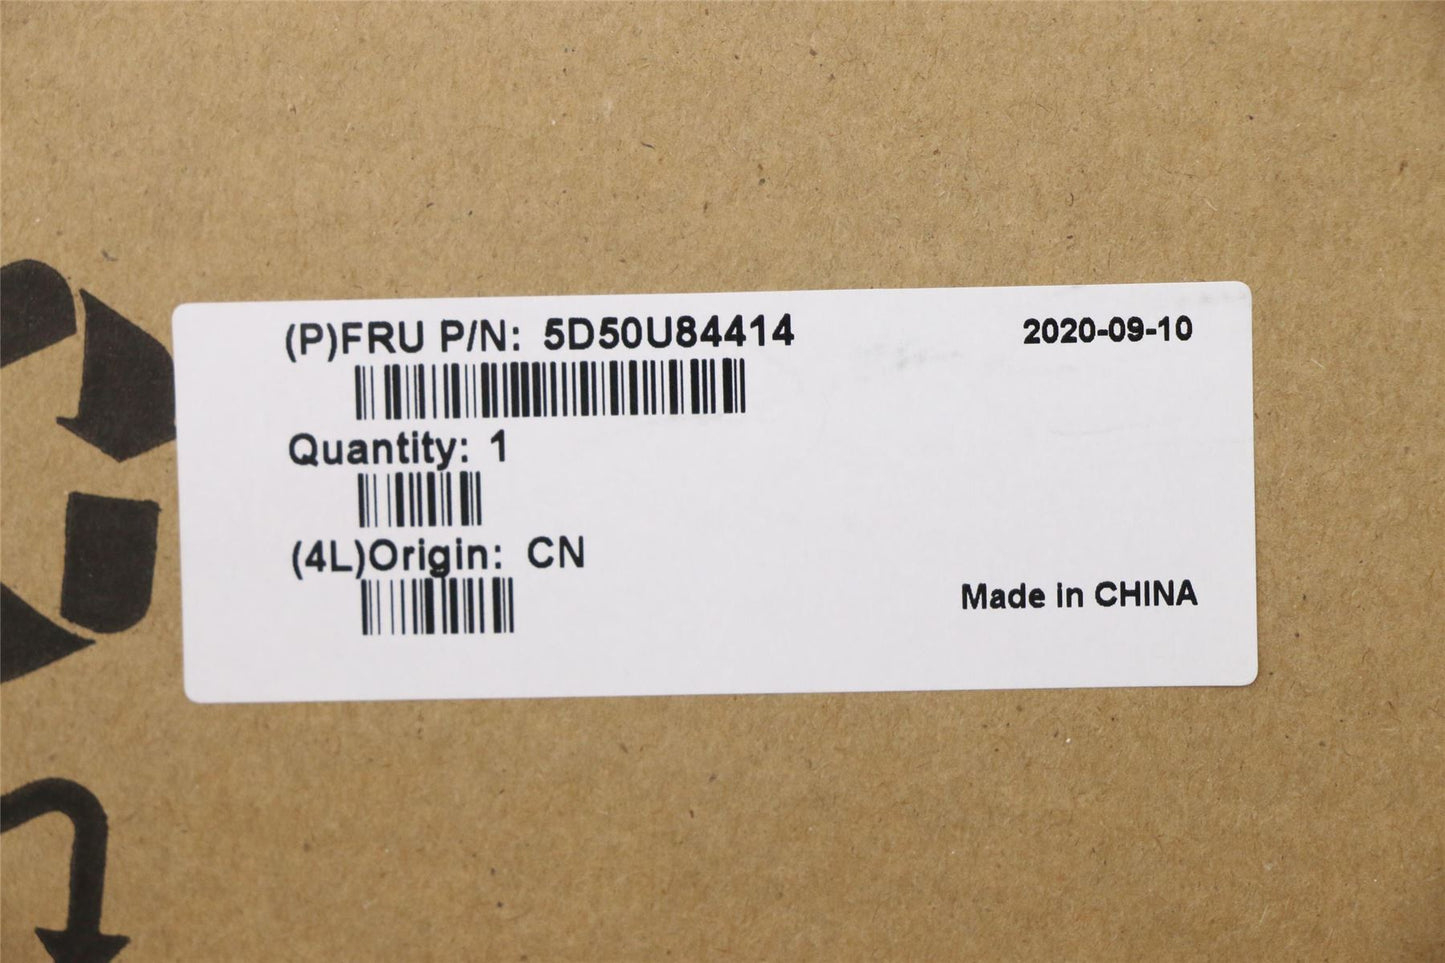 (P)FRU P/N: 5D50U84414
2020-09-10
Quantity: 1
(4L)Origin: CN
Made in CHINA